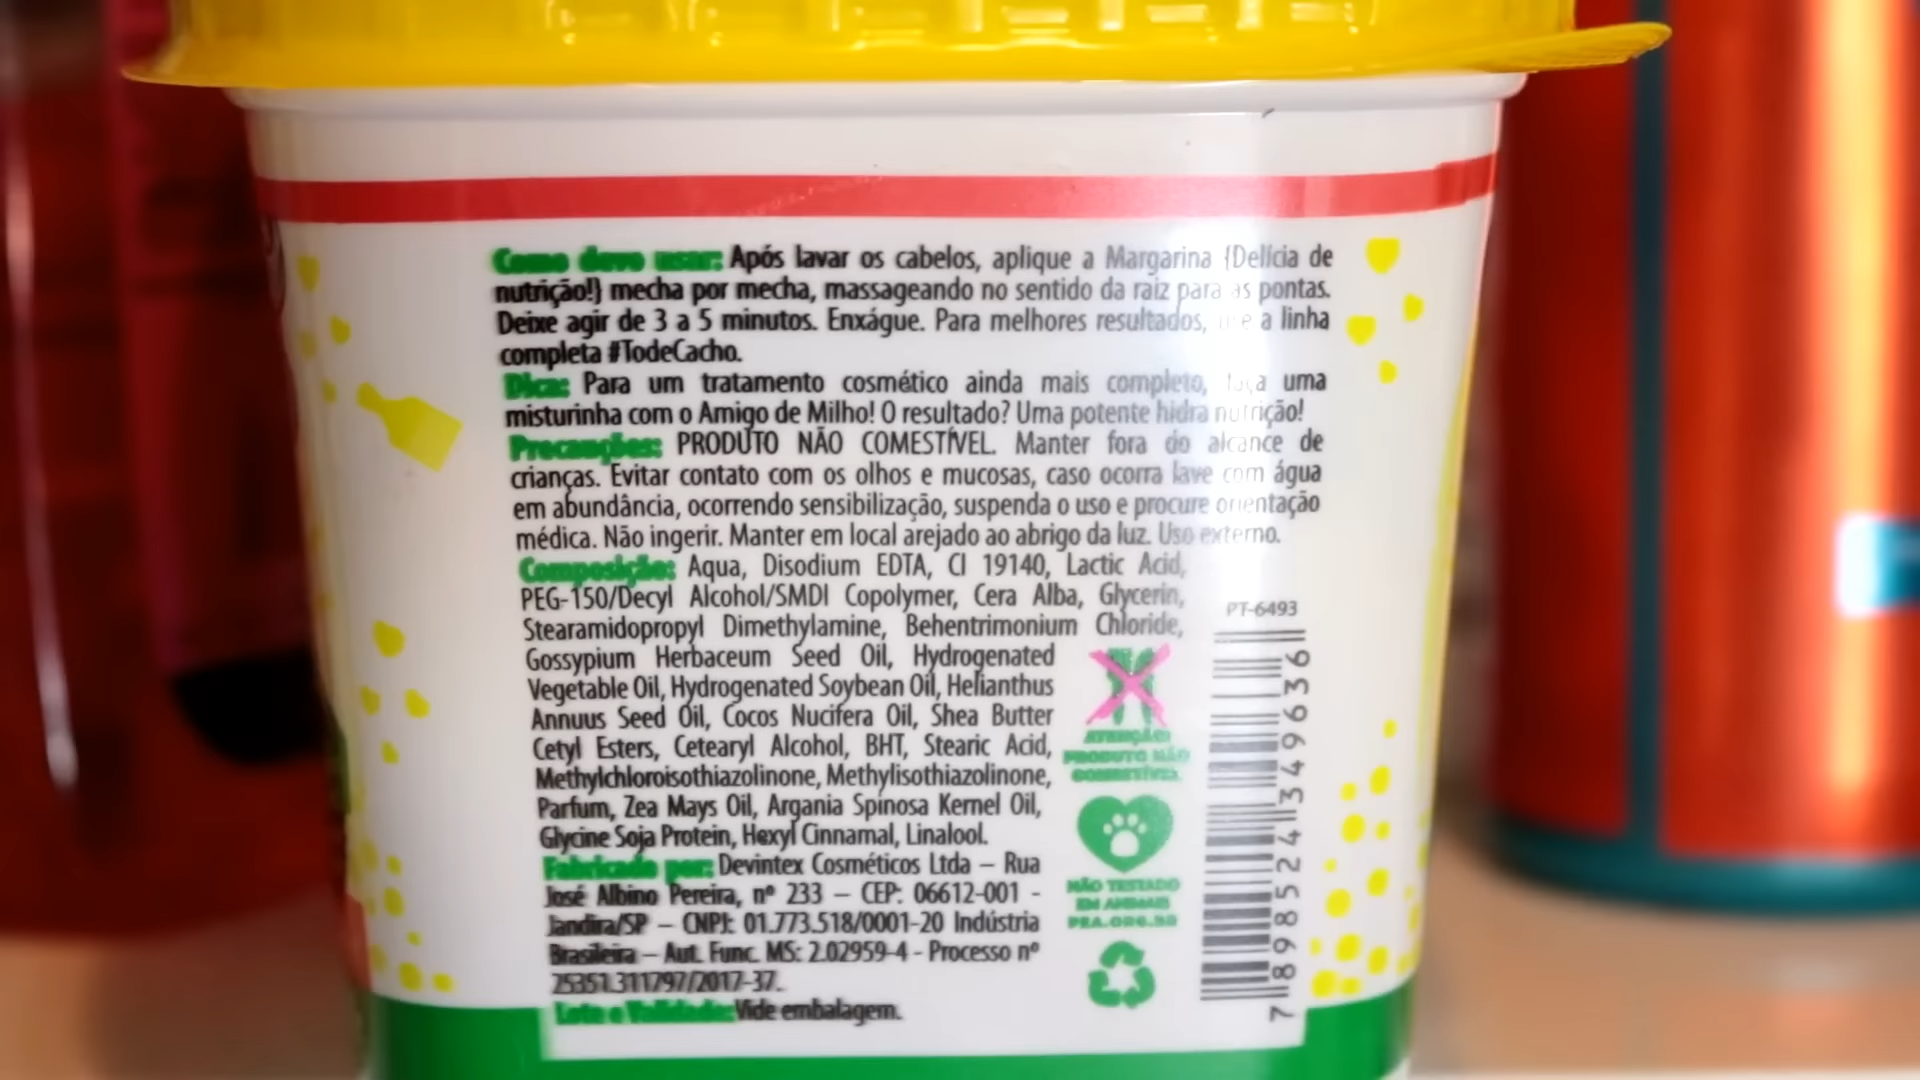 Como devo usar: Após lavar os cabelos, aplique a Margarina {Delícia de
nutrição!} mecha por mecha, massageando no sentido da raiz para as pontas.
Deixe agir de 3 a 5 minutos. Enxágue. Para melhores resultados, use a linha
completa #TodeCacho.
Dica: Para um tratamento cosmético ainda mais completo, faça uma
misturinha com o Amigo de Milho! O resultado? Uma potente hidra nutrição!
Precauções: PRODUTO NÃO COMESTÍVEL. Manter fora do alcance de
crianças. Evitar contato com os olhos e mucosas, caso ocorra lave com água
em abundância, ocorrendo sensibilização, suspenda o uso e procure orientação
médica. Não ingerir. Manter em local arejado ao abrigo da luz. Uso externo.
Composição: Aqua, Disodium EDTA, CI 19140, Lactic Acid,
PEG-150/Decyl Alcohol/SMDI Copolymer, Cera Alba, Glycerin,
Stearamidopropyl Dimethylamine, Behentrimonium Chloride,
Gossypium Herbaceum Seed Oil, Hydrogenated
Vegetable Oil, Hydrogenated Soybean Oil, Helianthus
Annuus Seed Oil, Cocos Nucifera Oil, Shea Butter
Cetyl Esters, Cetearyl Alcohol, BHT, Stearic Acid,
Methylchloroisothiazolinone, Methylisothiazolinone,
Parfum, Zea Mays Oil, Argania Spinosa Kernel Oil,
Glycine Soja Protein, Hexyl Cinnamal, Linalool.
Fabricado por: Devintex Cosméticos Ltda – Rua
José Albino Pereira, nº 233 – CEP: 06612-001 -
Jandira/SP – CNPJ: 01.773.518/0001-20 Indústria
Brasileira – Aut. Func. MS: 2.02959-4 - Processo nº
25351.311797/2017-37.
Lote e Validade: Vide embalagem.
PT-6493
ATENÇÃO!
PRODUTO NÃO
COMESTÍVEL
NÃO TESTADO
EM ANIMAIS
PEA.ORG.BR
7898524349636